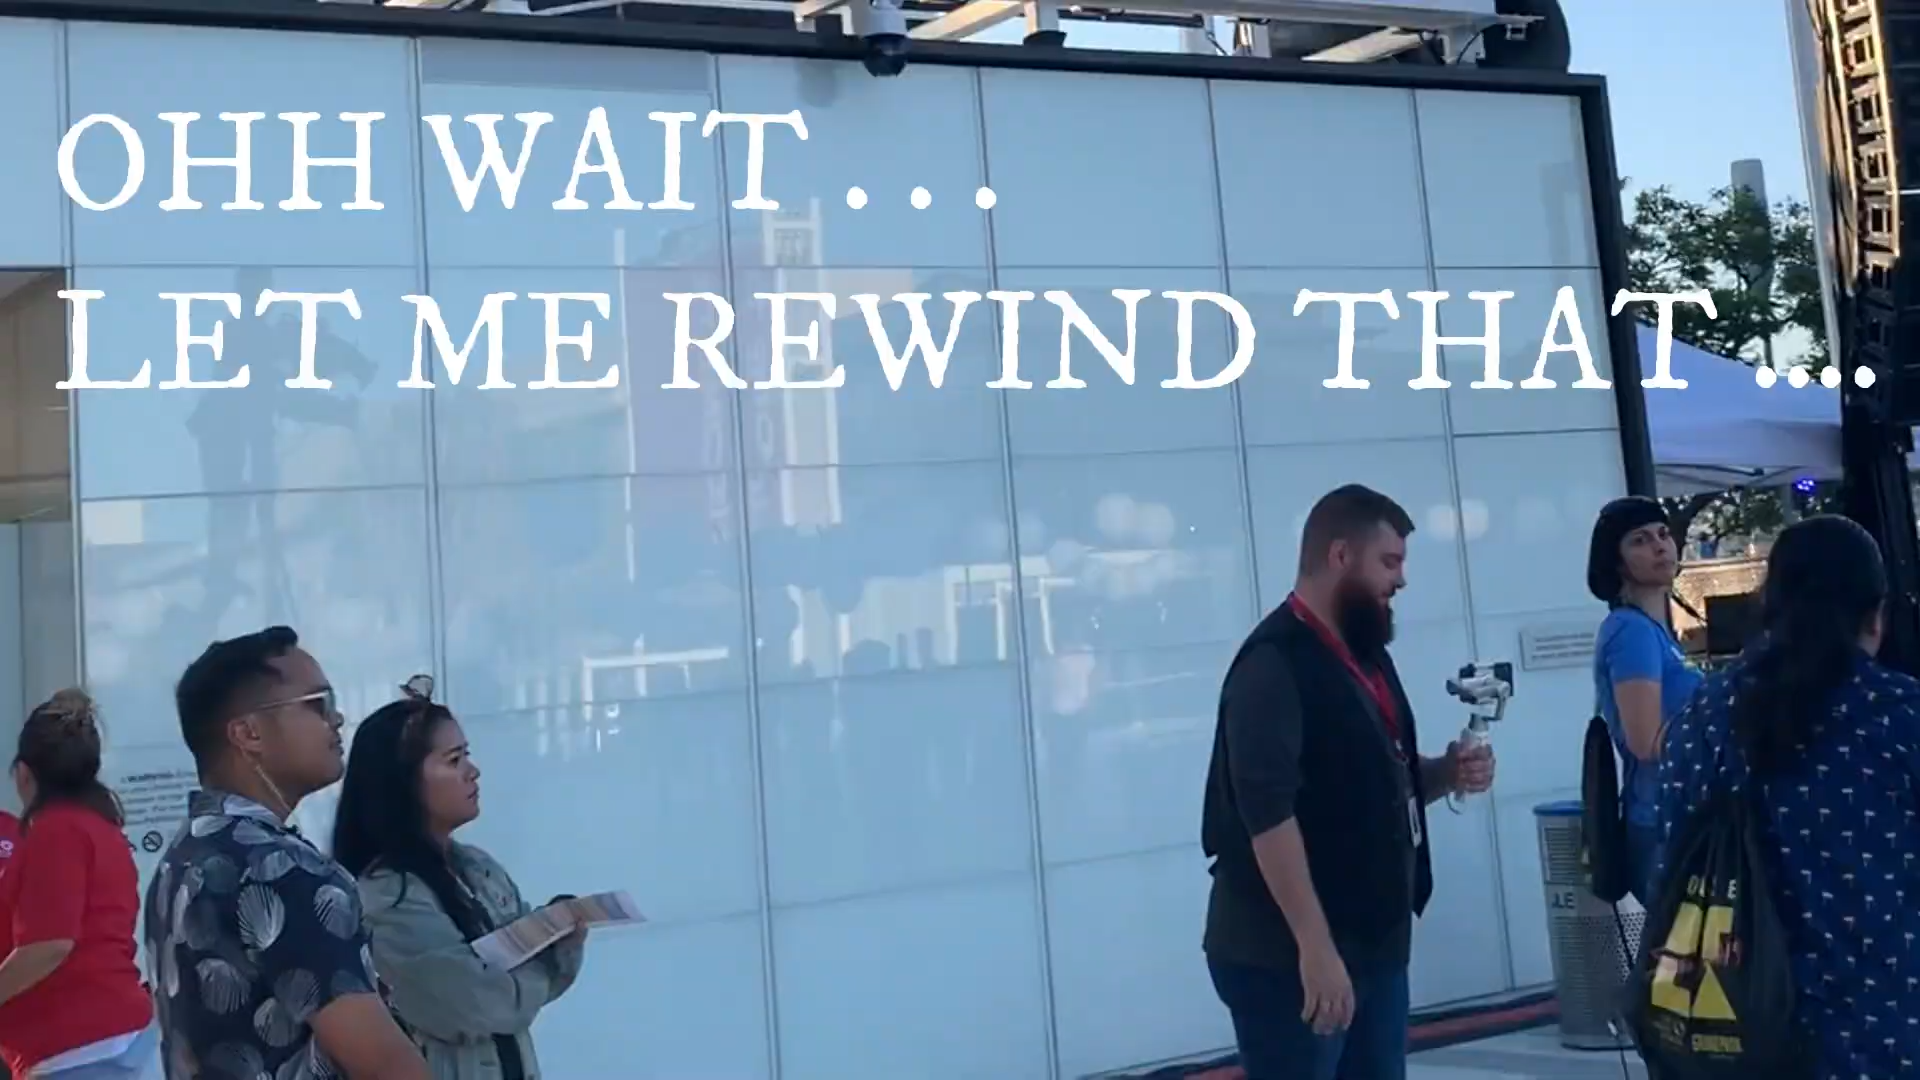 OHH WAIT . . .
LET ME REWIND THAT ....